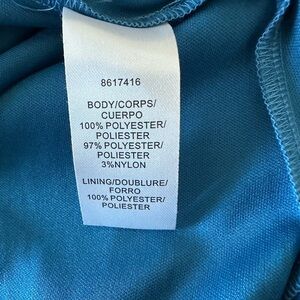 8617416
BODY/CORPS/
CUERPO
100% POLYESTER/
POLIESTER
97% POLYESTER/
POLIESTER
3%NYLON
LINING/DOUBLURE/
FORRO
100% POLYESTER/
POLIESTER